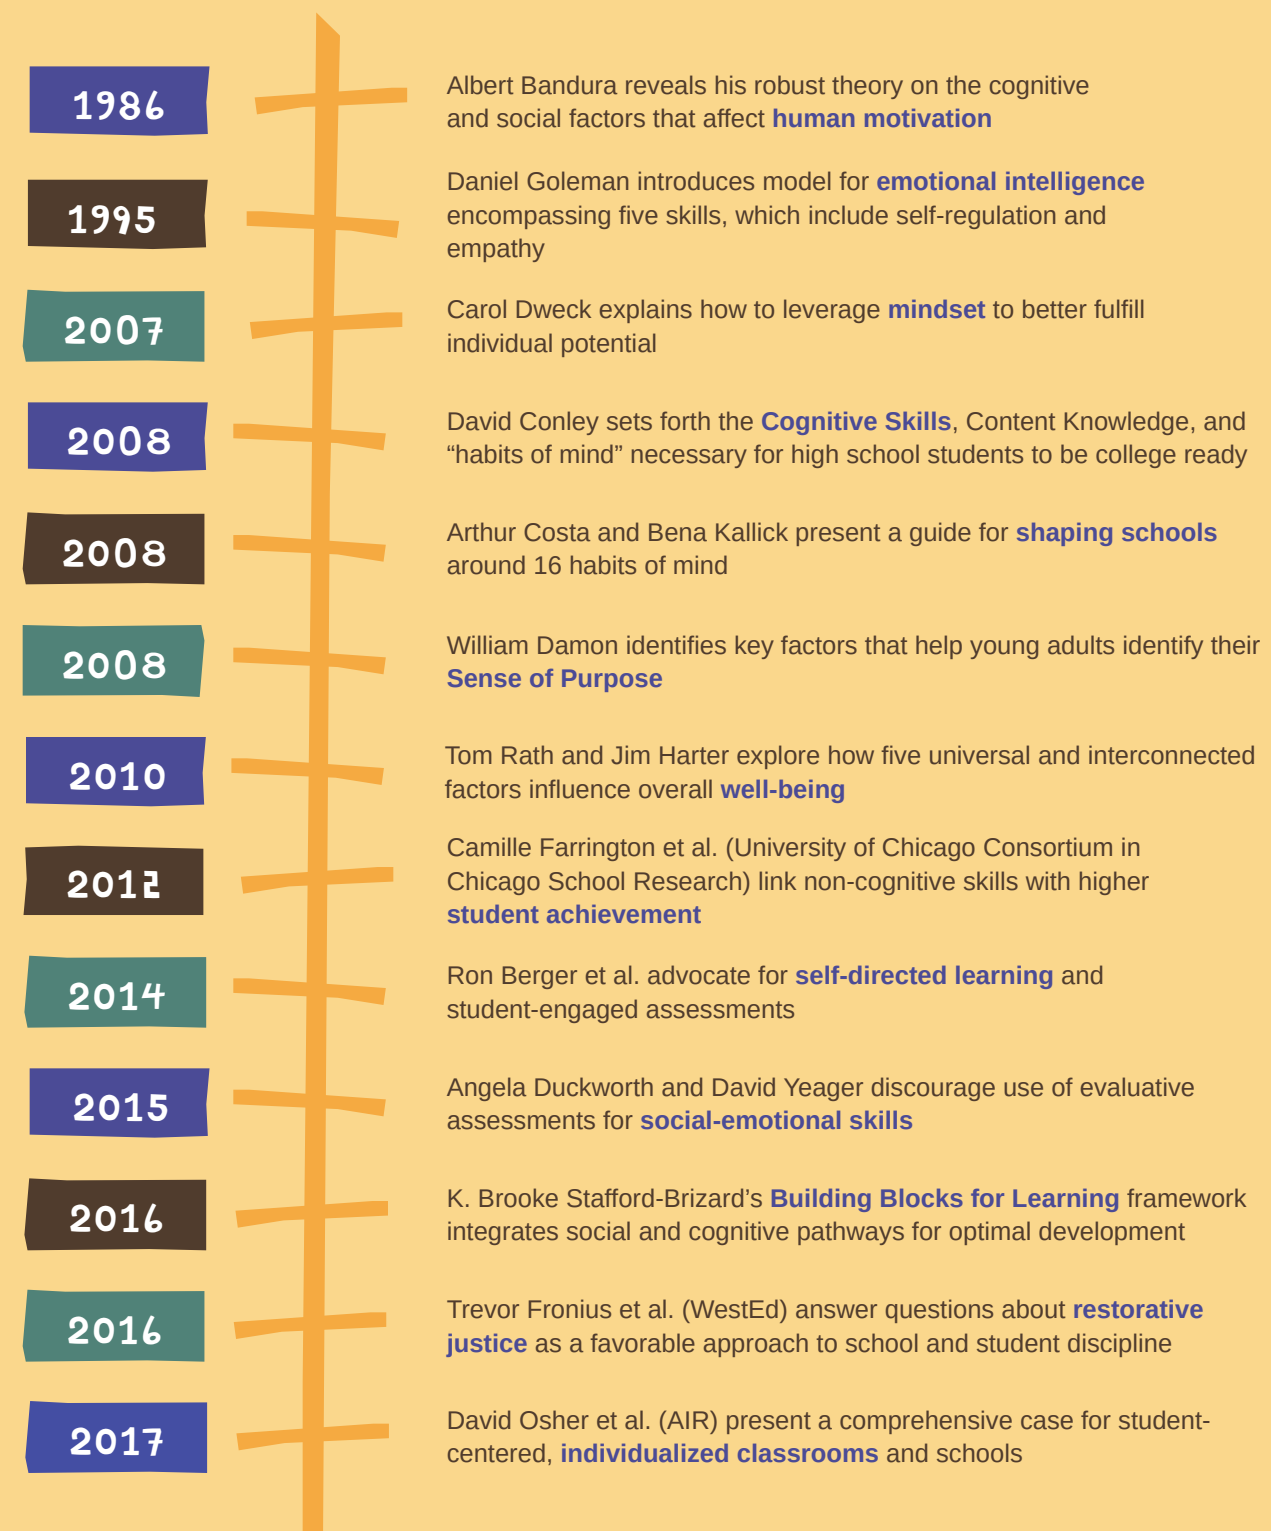 1986
Albert Bandura reveals his robust theory on the cognitive
and social factors that affect human motivation
1995
Daniel Goleman introduces model for emotional intelligence
encompassing five skills, which include self-regulation and
empathy
2007
Carol Dweck explains how to leverage mindset to better fulfill
individual potential
2008
David Conley sets forth the Cognitive Skills, Content Knowledge, and
“habits of mind” necessary for high school students to be college ready
2008
Arthur Costa and Bena Kallick present a guide for shaping schools
around 16 habits of mind
2008
William Damon identifies key factors that help young adults identify their
Sense of Purpose
2010
Tom Rath and Jim Harter explore how five universal and interconnected
factors influence overall well-being
2012
Camille Farrington et al. (University of Chicago Consortium in
Chicago School Research) link non-cognitive skills with higher
student achievement
2014
Ron Berger et al. advocate for self-directed learning and
student-engaged assessments
2015
Angela Duckworth and David Yeager discourage use of evaluative
assessments for social-emotional skills
2016
K. Brooke Stafford-Brizard’s Building Blocks for Learning framework
integrates social and cognitive pathways for optimal development
2016
Trevor Fronius et al. (WestEd) answer questions about restorative
justice as a favorable approach to school and student discipline
2017
David Osher et al. (AIR) present a comprehensive case for student-
centered, individualized classrooms and schools